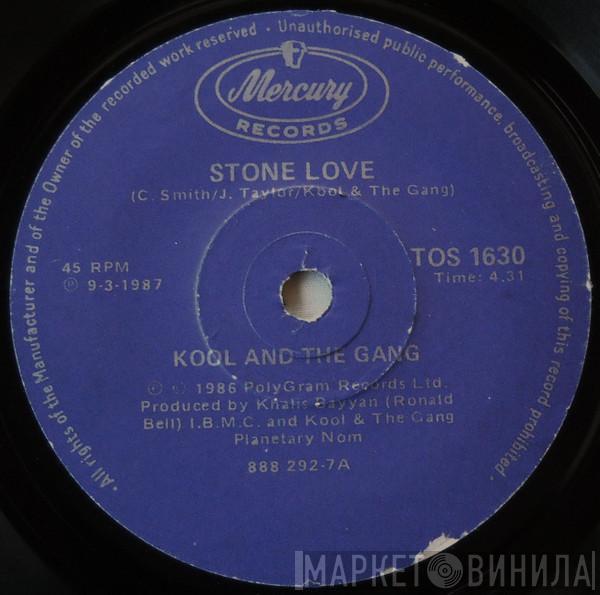 All rights of the Manufacturer and of the Owner of the recorded work reserved · Unauthorised public performance, broadcasting and copying of this record prohibited ·
Mercury
RECORDS
STONE LOVE
(C. Smith/J. Taylor/Kool & The Gang)
45 RPM
℗ 9-3-1987
TOS 1630
Time: 4.31
KOOL AND THE GANG
℗ © 1986 PolyGram Records Ltd.
Produced by Khalis Bayyan (Ronald
Bell) I.B.M.C. and Kool & The Gang
Planetary Nom
888 292-7A
МАРКЕТ ВИНИЛА